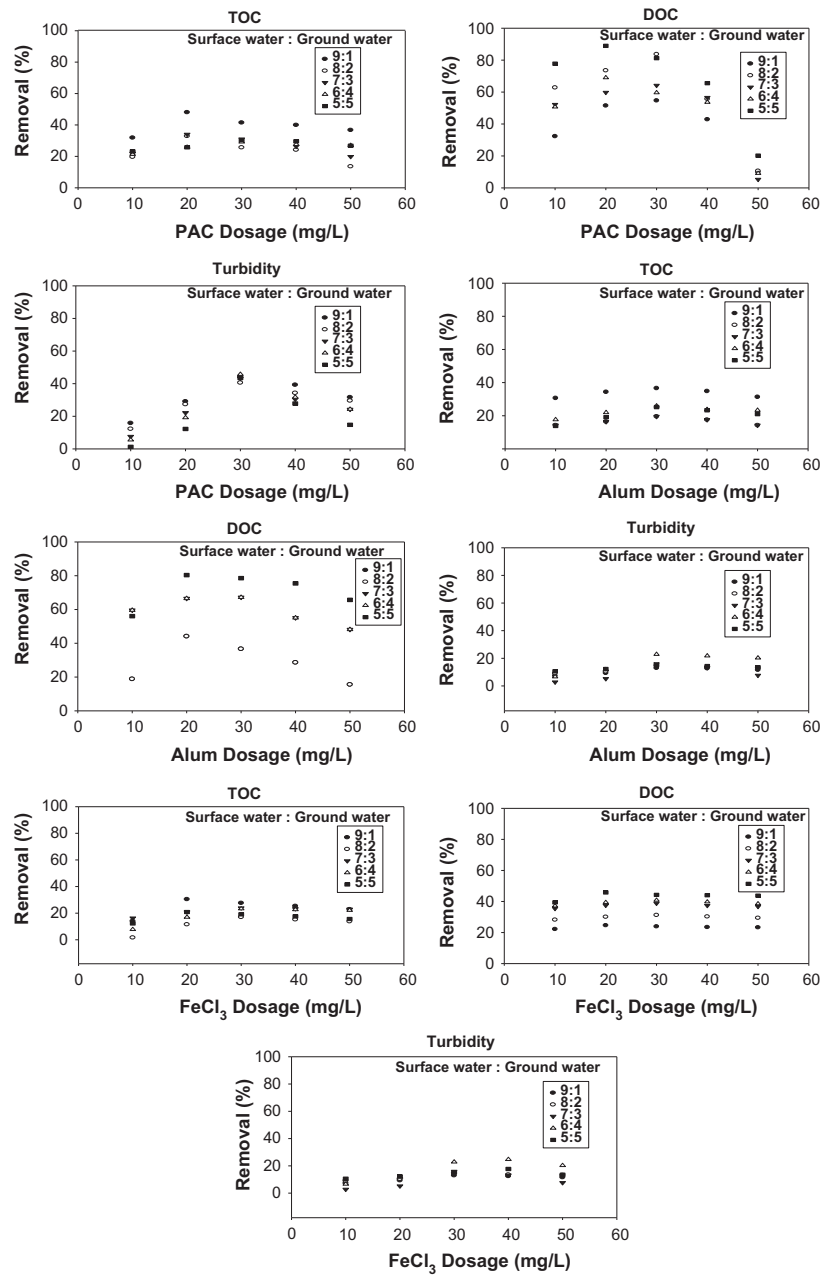 TOC
Surface water : Ground water
9:1
8:2
7:3
6:4
5:5
Removal (%)
100
80
60
40
20
0
0 10 20 30 40 50 60
PAC Dosage (mg/L)
DOC
Surface water : Ground water
9:1
8:2
7:3
6:4
5:5
Removal (%)
100
80
60
40
20
0
0 10 20 30 40 50 60
PAC Dosage (mg/L)
Turbidity
Surface water : Ground water
9:1
8:2
7:3
6:4
5:5
Removal (%)
100
80
60
40
20
0
0 10 20 30 40 50 60
PAC Dosage (mg/L)
TOC
Surface water : Ground water
9:1
8:2
7:3
6:4
5:5
Removal (%)
100
80
60
40
20
0
0 10 20 30 40 50 60
Alum Dosage (mg/L)
DOC
Surface water : Ground water
9:1
8:2
7:3
6:4
5:5
Removal (%)
100
80
60
40
20
0
0 10 20 30 40 50 60
Alum Dosage (mg/L)
Turbidity
Surface water : Ground water
9:1
8:2
7:3
6:4
5:5
Removal (%)
100
80
60
40
20
0
0 10 20 30 40 50 60
Alum Dosage (mg/L)
TOC
Surface water : Ground water
9:1
8:2
7:3
6:4
5:5
Removal (%)
100
80
60
40
20
0
0 10 20 30 40 50 60
FeCl3 Dosage (mg/L)
DOC
Surface water : Ground water
9:1
8:2
7:3
6:4
5:5
Removal (%)
100
80
60
40
20
0
0 10 20 30 40 50 60
FeCl3 Dosage (mg/L)
Turbidity
Surface water : Ground water
9:1
8:2
7:3
6:4
5:5
Removal (%)
100
80
60
40
20
0
0 10 20 30 40 50 60
FeCl3 Dosage (mg/L)